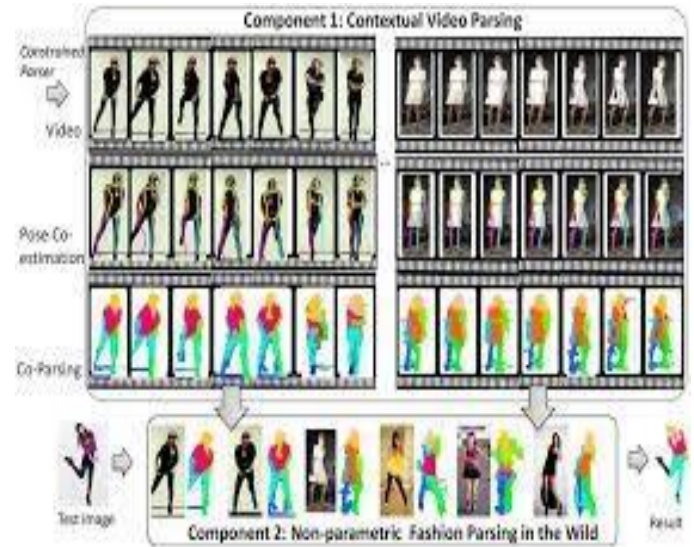 Component 1: Contextual Video Parsing
Constrained
Parser
Video
...
Pose Co-
estimation
Co-Parsing
Test image
Result
Component 2: Non-parametric Fashion Parsing in the Wild